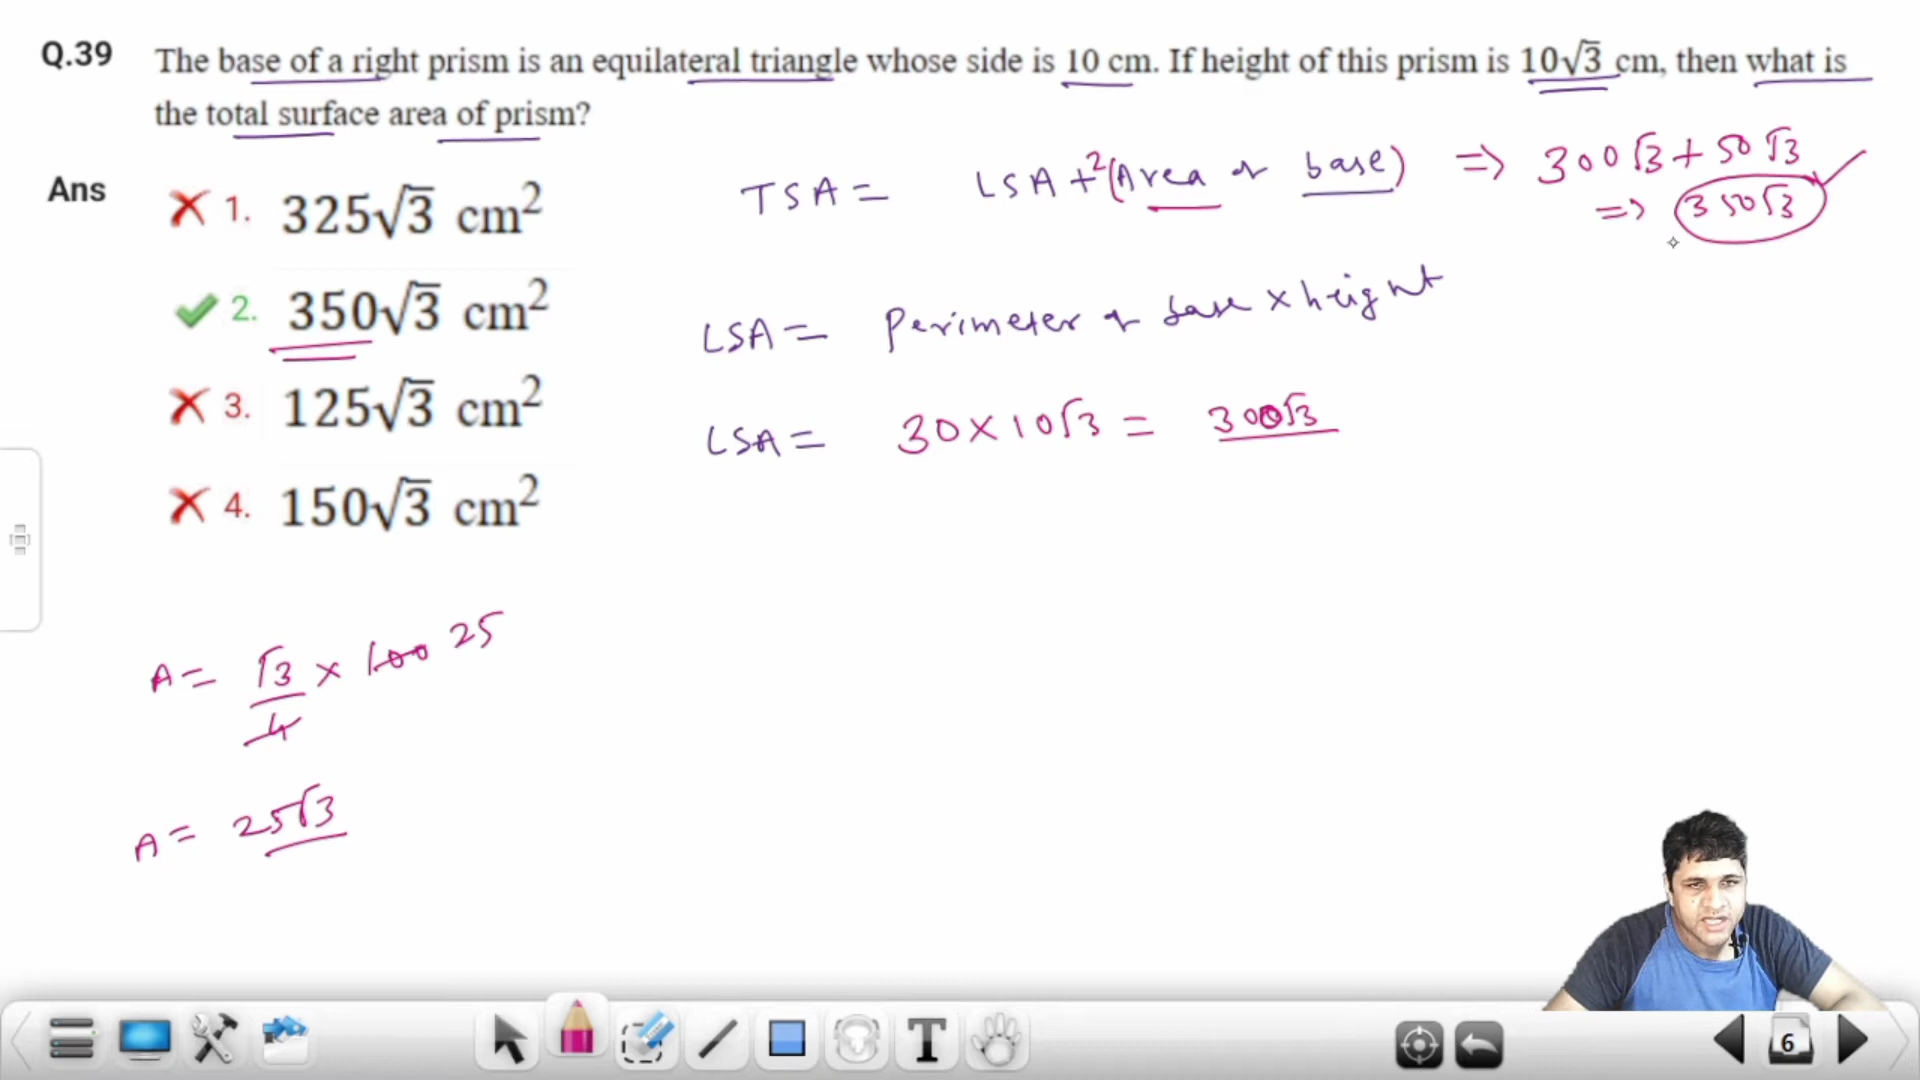 Q.39 The base of a right prism is an equilateral triangle whose side is 10 cm. If height of this prism is 10√3 cm, then what is
the total surface area of prism?
Ans
1. 325√3 cm²
2. 350√3 cm²
3. 125√3 cm²
4. 150√3 cm²
TSA = LSA + 2(Area of base) => 300√3 + 50√3
=> 350√3
LSA = Perimeter of base × height
LSA = 30 × 10√3 = 300√3
A = √3/4 × 100 25
A = 25√3
T
6